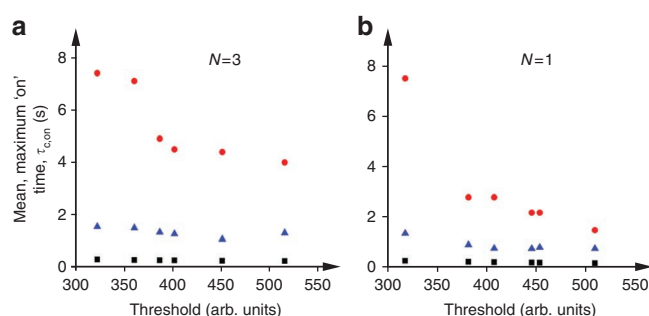 a
b
Mean, maximum 'on'
time, τc,on (s)
8
6
4
2
0
N=3
300 350 400 450 500 550
Threshold (arb. units)
8
6
4
2
0
N=1
300 350 400 450 500 550
Threshold (arb. units)